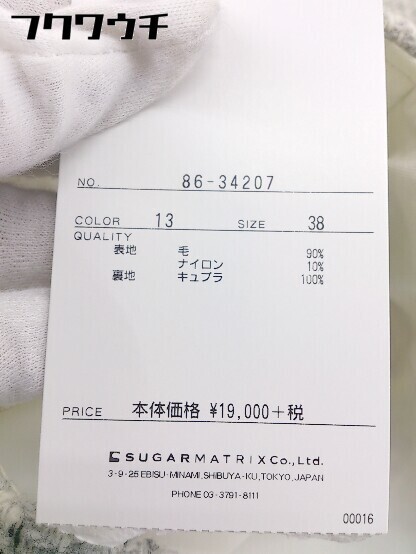 フクワウチ
NO. 86-34207
COLOR 13 SIZE 38
QUALITY
表地 毛 90%
ナイロン 10%
裏地 キュプラ 100%
PRICE 本体価格 ¥19,000+税
SUGARMATRIX Co.,Ltd.
3-9-25 EBISU-MINAMI,SHIBUYA-KU,TOKYO,JAPAN
PHONE 03-3791-8111
00016